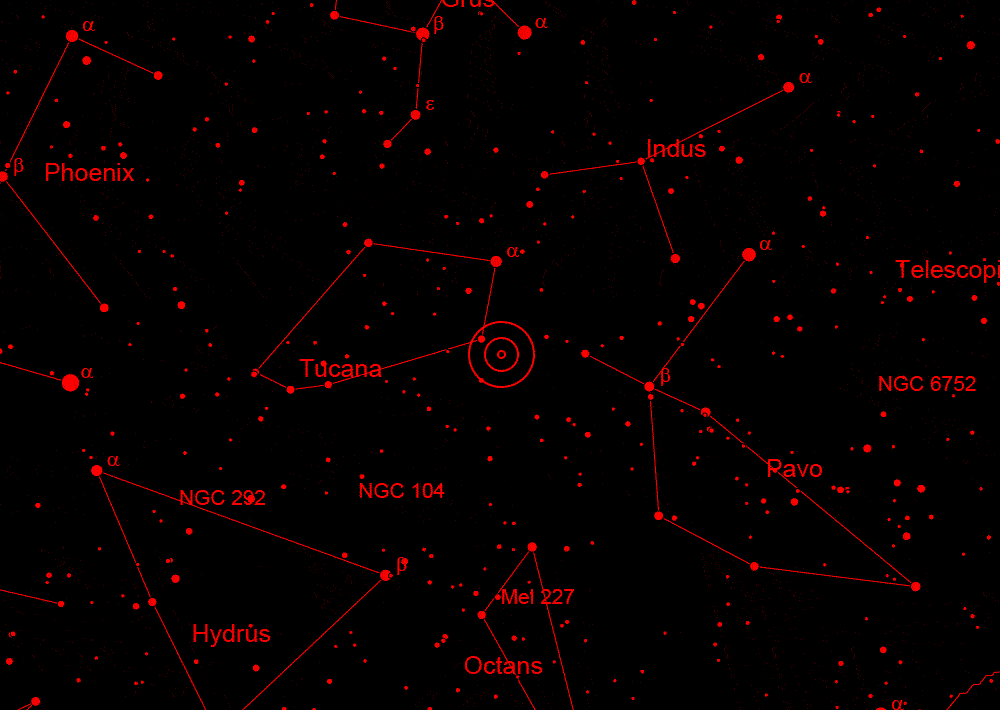 Grus
α
β
α
α
ε
β
Phoenix
Indus
α
α
Telescopi
Tucana
α
β
NGC 6752
α
Pavo
NGC 292
NGC 104
β
Mel 227
Hydrus
Octans
α